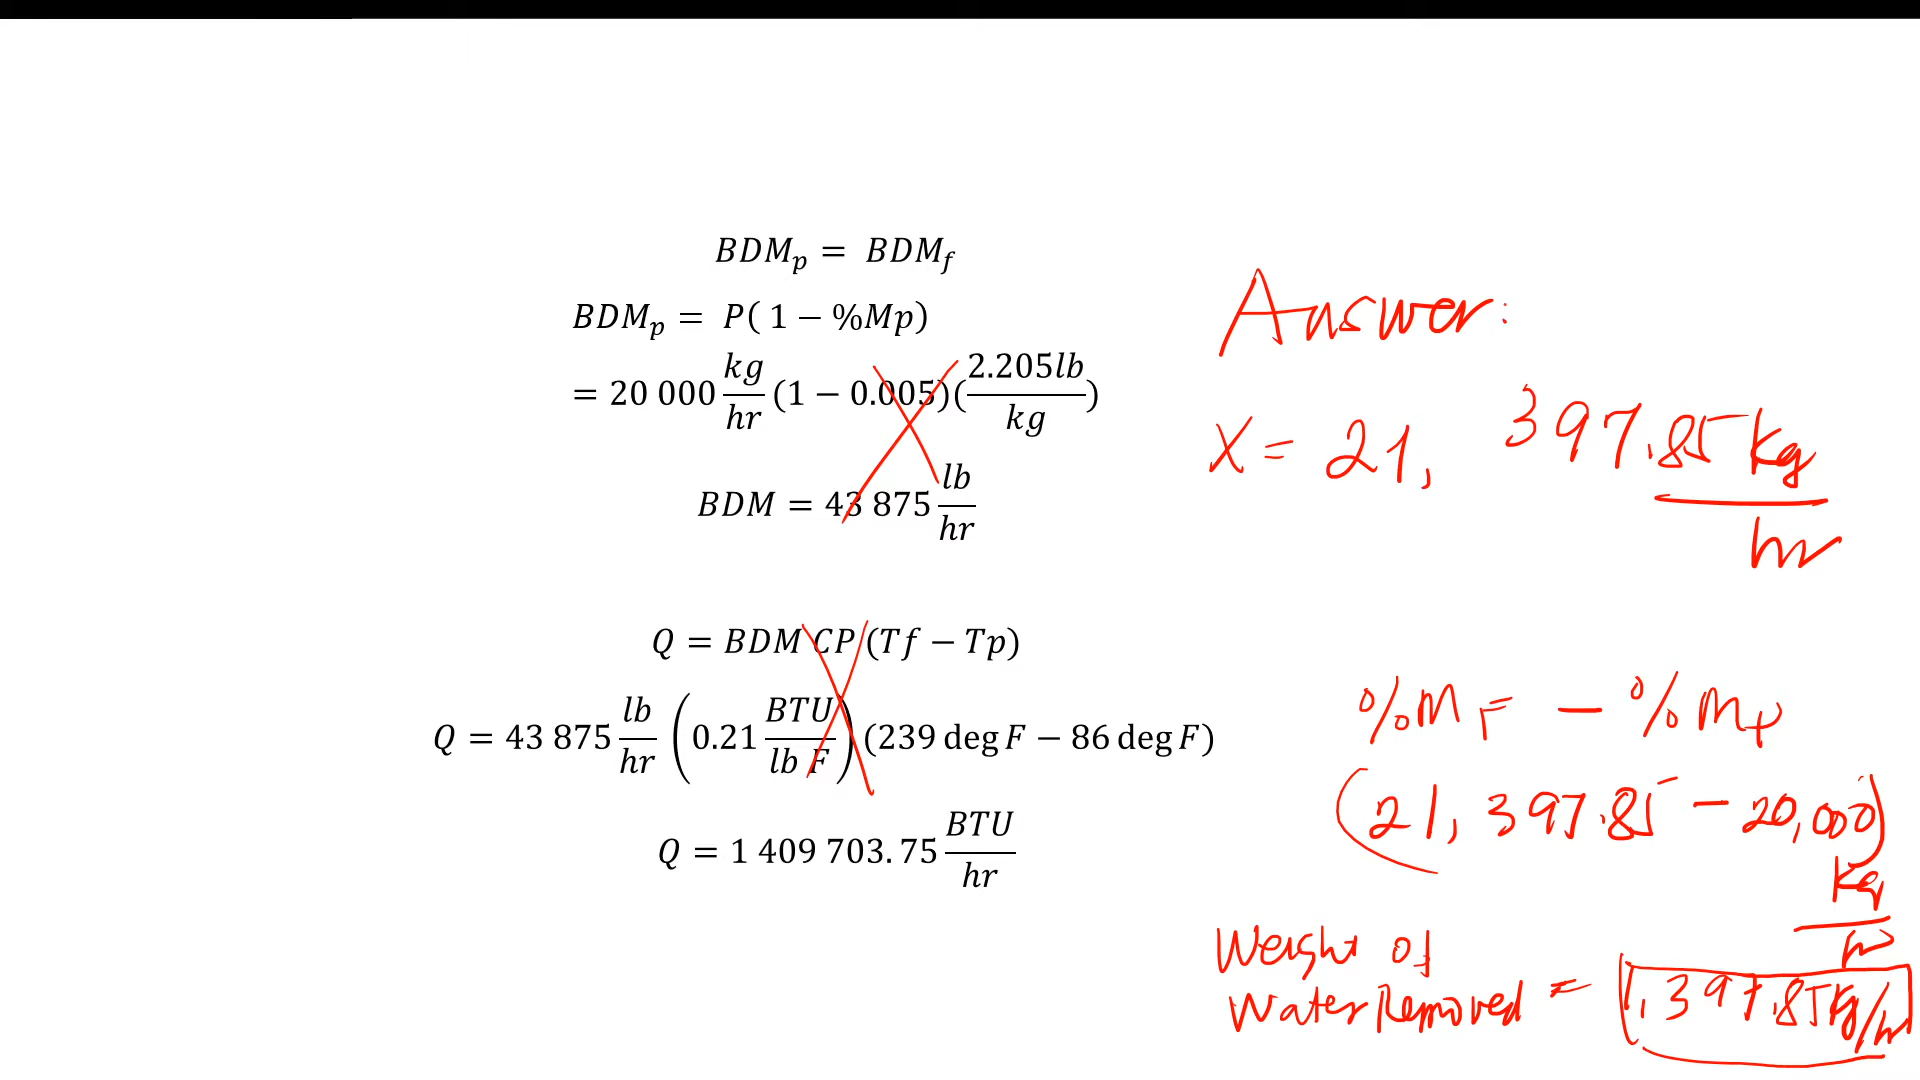 BDMₚ = BDM_f
BDMₚ = P( 1 − %Mp)
= 20 000 kg/hr (1 − 0.005)(2.205lb/kg)
BDM = 43 875 lb/hr
Q = BDM CP (Tf − Tp)
Q = 43 875 lb/hr (0.21 BTU/lb F) (239 deg F − 86 deg F)
Q = 1 409 703.75 BTU/hr
Answer:
X = 21, 397.85 kg/hr
%M_F − %M_P
(21, 397.85 − 20,000) kg/hr
Weight of
Water Removed = 1,397.85 kg/hr